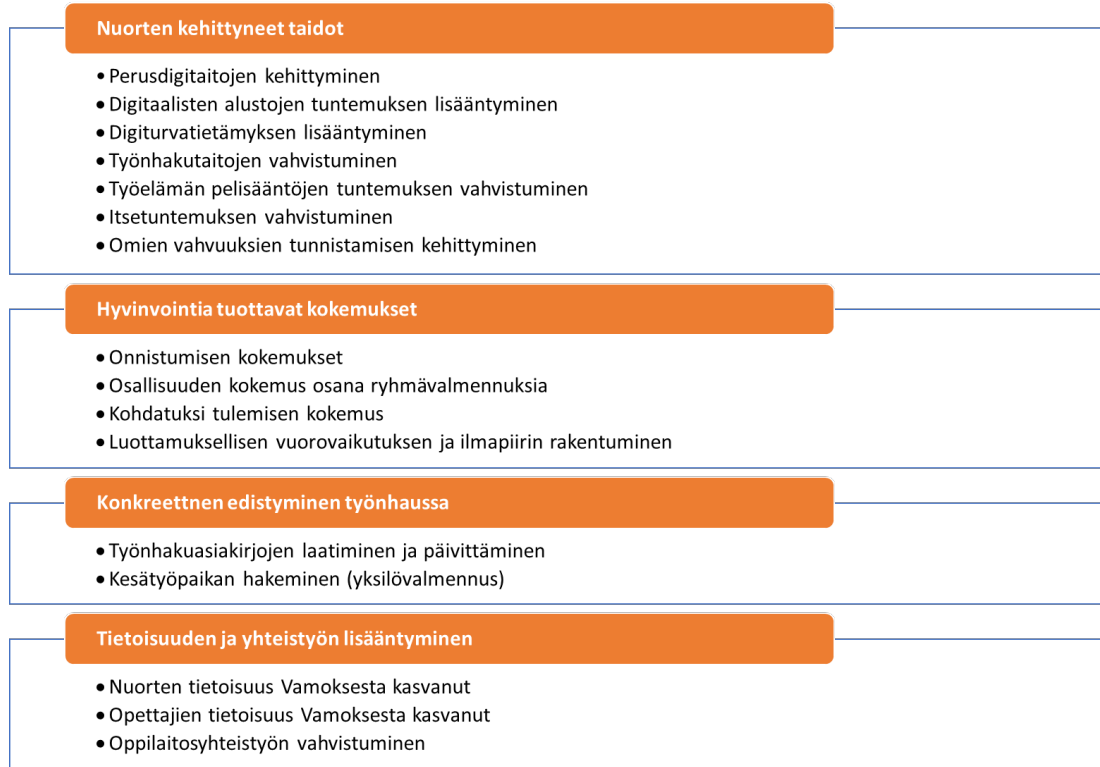 Nuorten kehittyneet taidot
• Perusdigitaitojen kehittyminen
• Digitaalisten alustojen tuntemuksen lisääntyminen
• Digiturvatietämyksen lisääntyminen
• Työnhakutaitojen vahvistuminen
• Työelämän pelisääntöjen tuntemuksen vahvistuminen
• Itsetuntemuksen vahvistuminen
• Omien vahvuuksien tunnistamisen kehittyminen
Hyvinvointia tuottavat kokemukset
• Onnistumisen kokemukset
• Osallisuuden kokemus osana ryhmävalmennuksia
• Kohdatuksi tulemisen kokemus
• Luottamuksellisen vuorovaikutuksen ja ilmapiirin rakentuminen
Konkreettnen edistyminen työnhaussa
• Työnhakuasiakirjojen laatiminen ja päivittäminen
• Kesätyöpaikan hakeminen (yksilövalmennus)
Tietoisuuden ja yhteistyön lisääntyminen
• Nuorten tietoisuus Vamoksesta kasvanut
• Opettajien tietoisuus Vamoksesta kasvanut
• Oppilaitosyhteistyön vahvistuminen